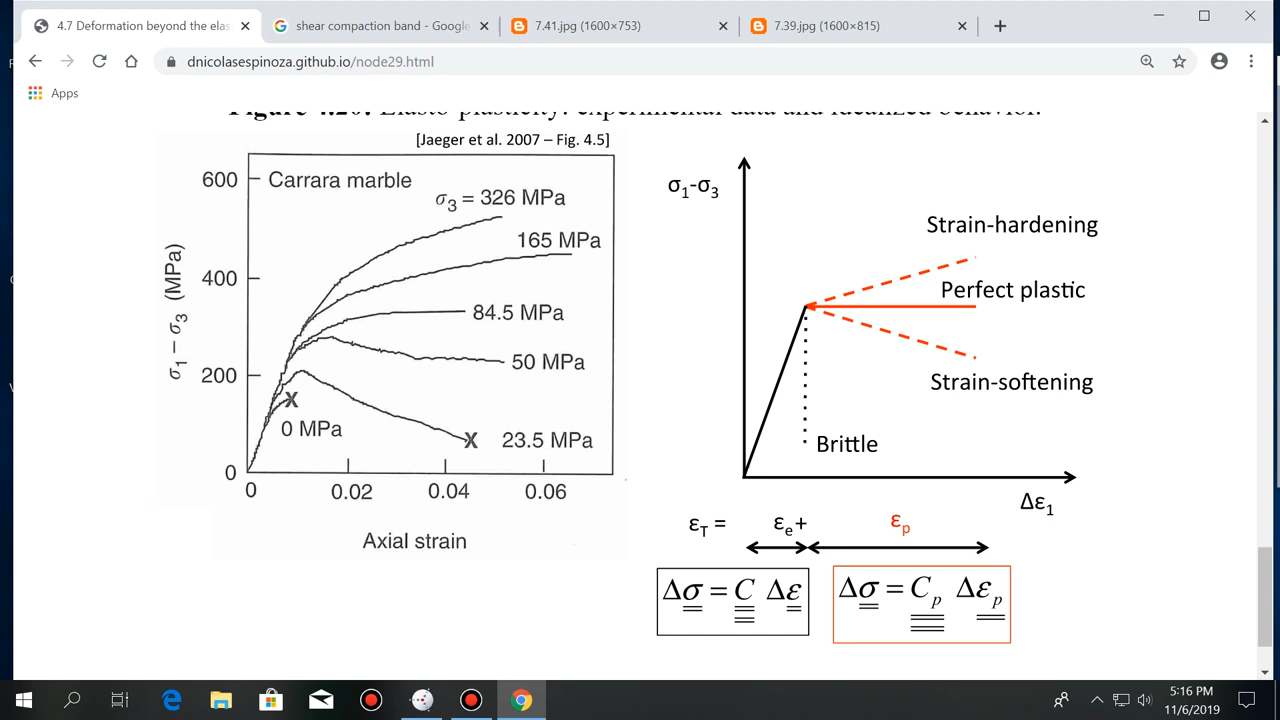 4.7 Deformation beyond the elas
shear compaction band - Google
7.41.jpg (1600×753)
7.39.jpg (1600×815)
dnicolasespinoza.github.io/node29.html
Apps
[Jaeger et al. 2007 – Fig. 4.5]
600
Carrara marble
σ3 = 326 MPa
165 MPa
400
84.5 MPa
50 MPa
200
0 MPa
23.5 MPa
0
0 0.02 0.04 0.06
σ1 – σ3 (MPa)
Axial strain
σ1-σ3
Strain-hardening
Perfect plastic
Strain-softening
Brittle
Δε1
εT = εe+ εp
Δσ = C Δε
Δσ = Cp Δεp
5:16 PM
11/6/2019